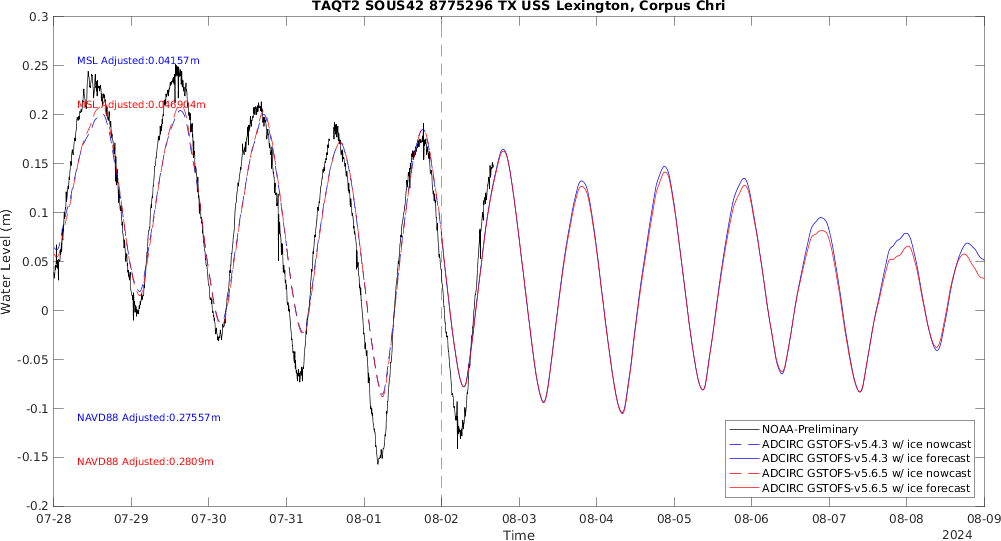 TAQT2 SOUS42 8775296 TX USS Lexington, Corpus Chri
0.3
0.25
0.2
0.15
0.1
0.05
0
-0.05
-0.1
-0.15
-0.2
Water Level (m)
MSL Adjusted:0.04157m
MSL Adjusted:0.046904m
NAVD88 Adjusted:0.27557m
NAVD88 Adjusted:0.2809m
NOAA-Preliminary
ADCIRC GSTOFS-v5.4.3 w/ ice nowcast
ADCIRC GSTOFS-v5.4.3 w/ ice forecast
ADCIRC GSTOFS-v5.6.5 w/ ice nowcast
ADCIRC GSTOFS-v5.6.5 w/ ice forecast
07-28 07-29 07-30 07-31 08-01 08-02 08-03 08-04 08-05 08-06 08-07 08-08 08-09
Time
2024